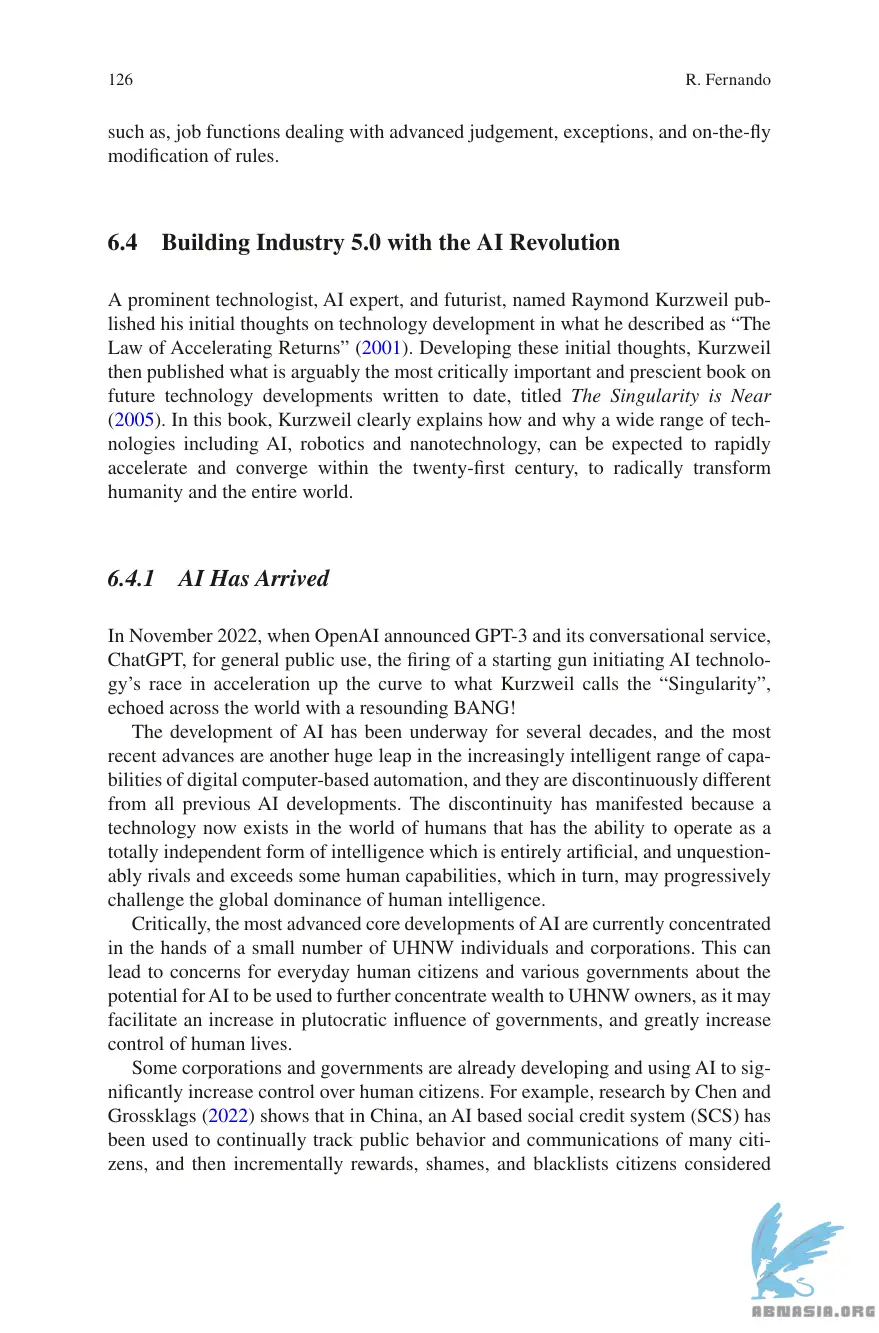 126
R. Fernando
such as, job functions dealing with advanced judgement, exceptions, and on-the-fly
modification of rules.
6.4 Building Industry 5.0 with the AI Revolution
A prominent technologist, AI expert, and futurist, named Raymond Kurzweil pub-
lished his initial thoughts on technology development in what he described as “The
Law of Accelerating Returns” (2001). Developing these initial thoughts, Kurzweil
then published what is arguably the most critically important and prescient book on
future technology developments written to date, titled The Singularity is Near
(2005). In this book, Kurzweil clearly explains how and why a wide range of tech-
nologies including AI, robotics and nanotechnology, can be expected to rapidly
accelerate and converge within the twenty-first century, to radically transform
humanity and the entire world.
6.4.1 AI Has Arrived
In November 2022, when OpenAI announced GPT-3 and its conversational service,
ChatGPT, for general public use, the firing of a starting gun initiating AI technolo-
gy’s race in acceleration up the curve to what Kurzweil calls the “Singularity”,
echoed across the world with a resounding BANG!
The development of AI has been underway for several decades, and the most
recent advances are another huge leap in the increasingly intelligent range of capa-
bilities of digital computer-based automation, and they are discontinuously different
from all previous AI developments. The discontinuity has manifested because a
technology now exists in the world of humans that has the ability to operate as a
totally independent form of intelligence which is entirely artificial, and unquestion-
ably rivals and exceeds some human capabilities, which in turn, may progressively
challenge the global dominance of human intelligence.
Critically, the most advanced core developments of AI are currently concentrated
in the hands of a small number of UHNW individuals and corporations. This can
lead to concerns for everyday human citizens and various governments about the
potential for AI to be used to further concentrate wealth to UHNW owners, as it may
facilitate an increase in plutocratic influence of governments, and greatly increase
control of human lives.
Some corporations and governments are already developing and using AI to sig-
nificantly increase control over human citizens. For example, research by Chen and
Grossklags (2022) shows that in China, an AI based social credit system (SCS) has
been used to continually track public behavior and communications of many citi-
zens, and then incrementally rewards, shames, and blacklists citizens considered
ABNASIA.ORG